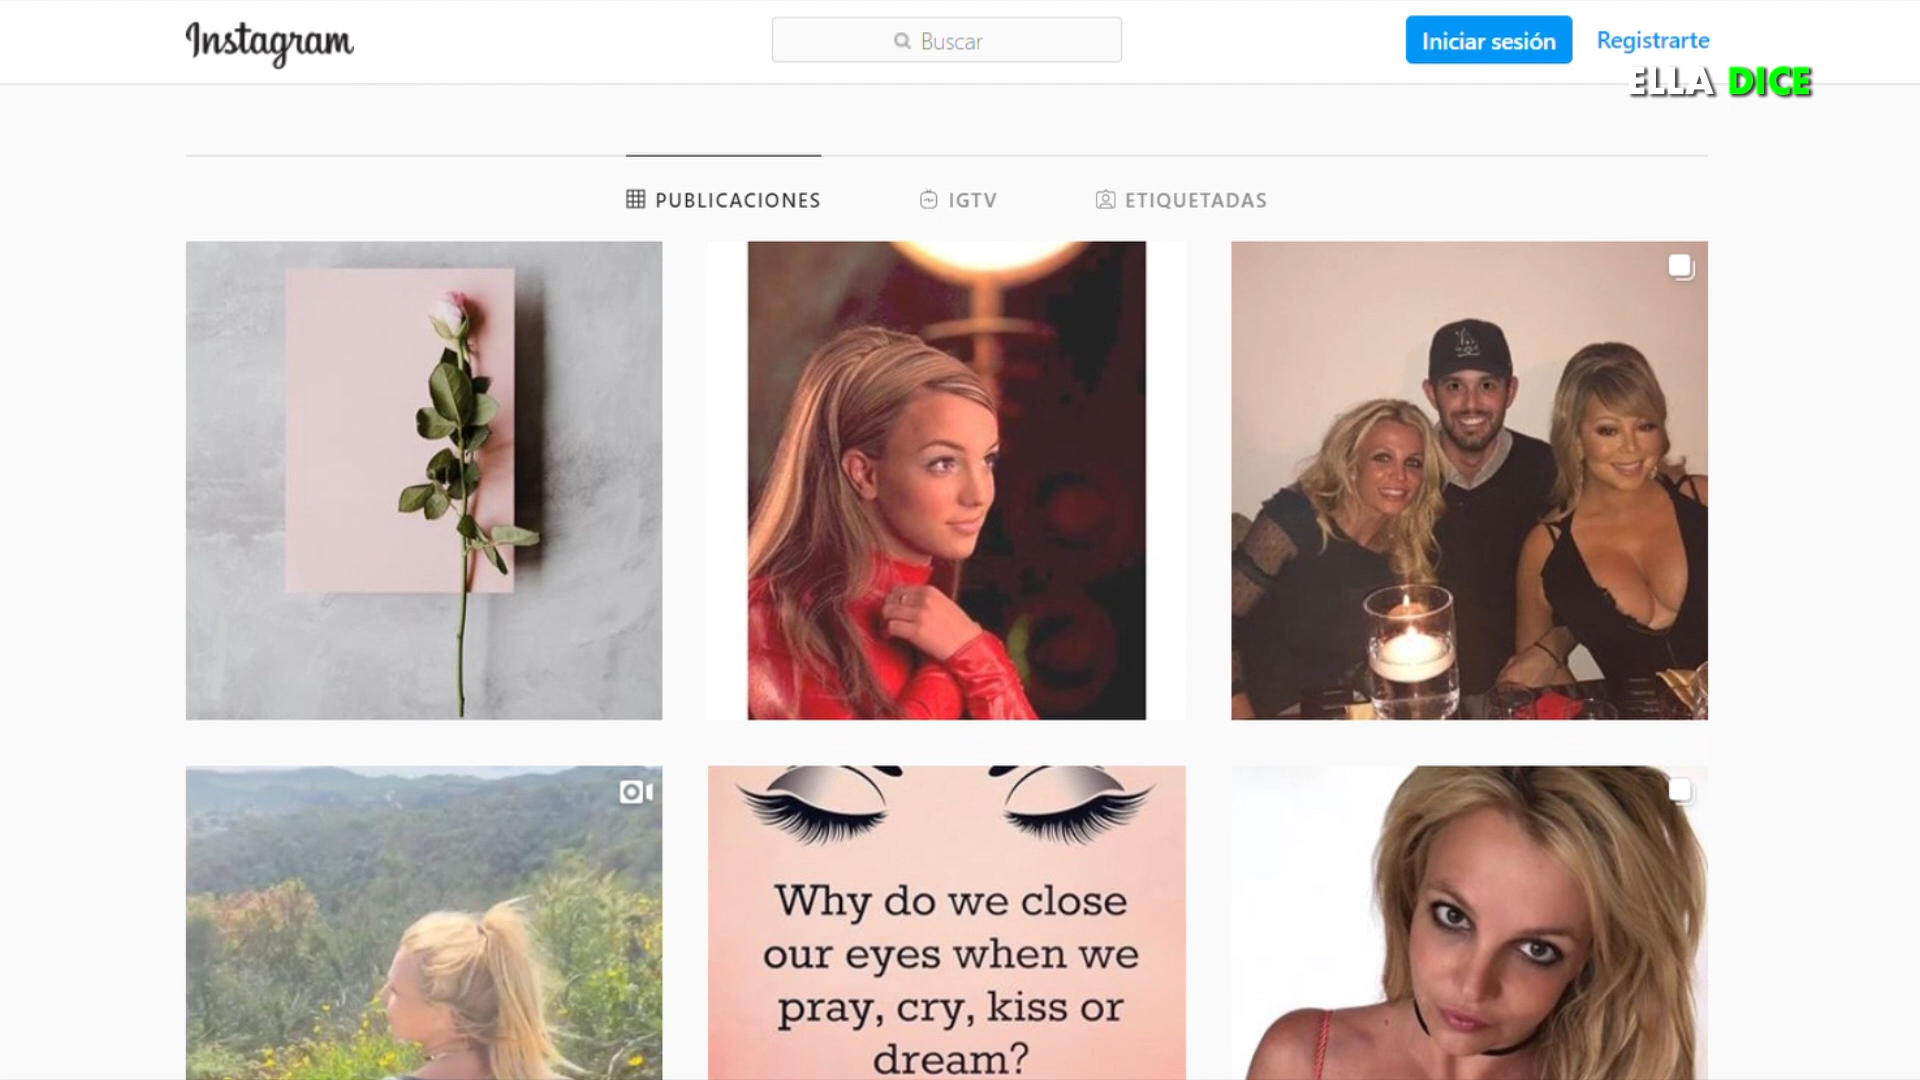 Instagram
Buscar
Iniciar sesión
Registrarte
ELLA DICE
PUBLICACIONES
IGTV
ETIQUETADAS
Why do we close
our eyes when we
pray, cry, kiss or
dream?